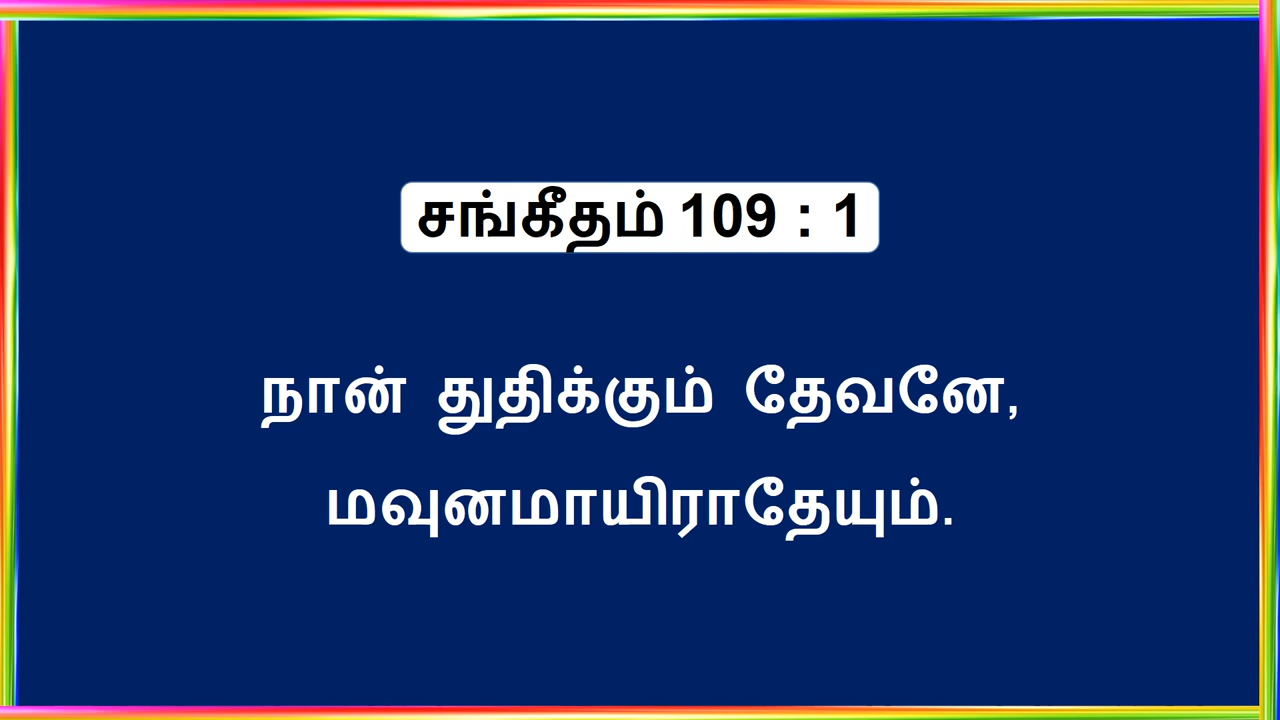 சங்கீதம் 109 : 1
நான் துதிக்கும் தேவனே,
மவுனமாயிராதேயும்.